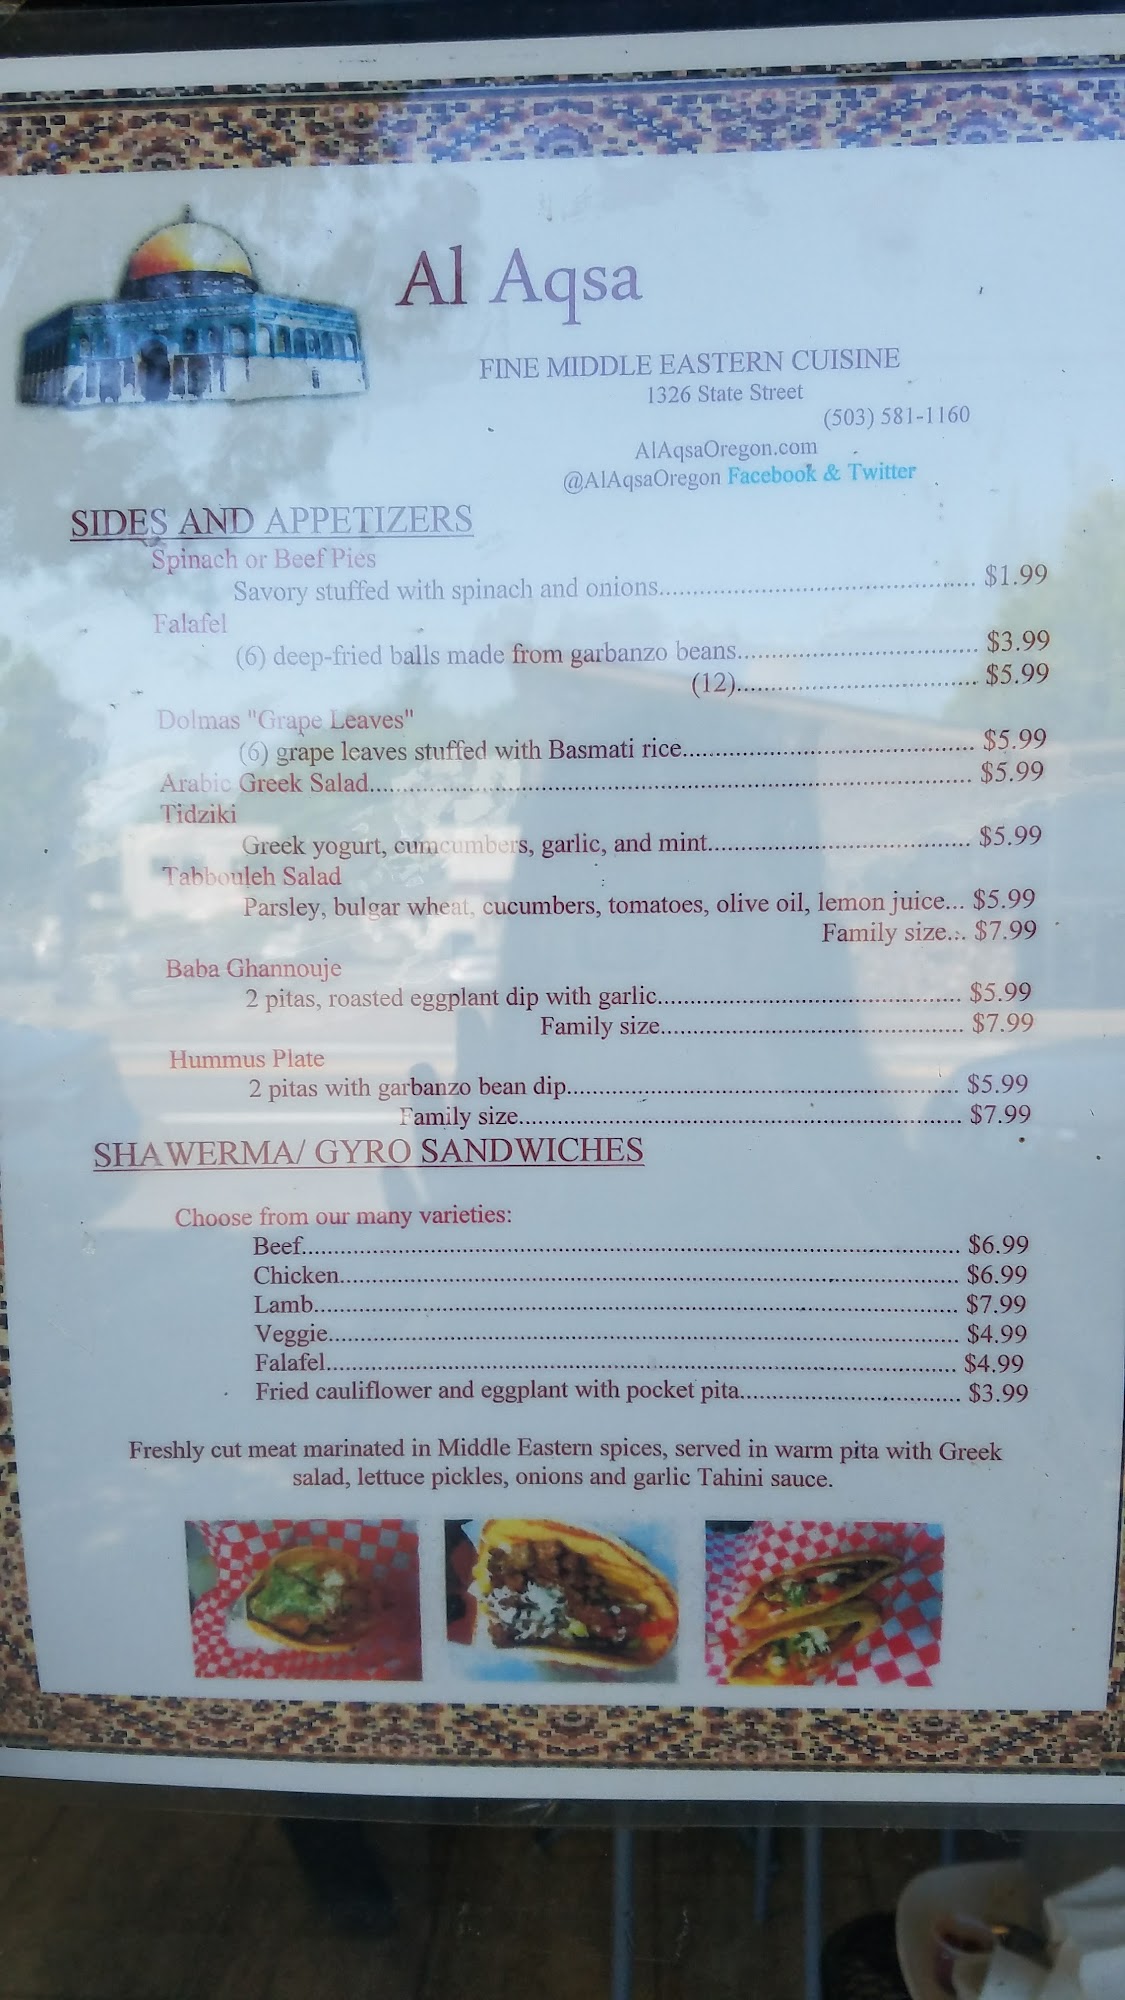 Al Aqsa
FINE MIDDLE EASTERN CUISINE
1326 State Street
(503) 581-1160
AlAqsaOregon.com
@AlAqsaOregon Facebook & Twitter
SIDES AND APPETIZERS
Spinach or Beef Pies
Savory stuffed with spinach and onions............................................... $1.99
Falafel
(6) deep-fried balls made from garbanzo beans.................................... $3.99
(12).................................... $5.99
Dolmas "Grape Leaves"
(6) grape leaves stuffed with Basmati rice........................................... $5.99
Arabic Greek Salad.......................................................................................... $5.99
Tidziki
Greek yogurt, cumcumbers, garlic, and mint....................................... $5.99
Tabbouleh Salad
Parsley, bulgar wheat, cucumbers, tomatoes, olive oil, lemon juice... $5.99
Family size... $7.99
Baba Ghannouje
2 pitas, roasted eggplant dip with garlic............................................. $5.99
Family size............................................. $7.99
Hummus Plate
2 pitas with garbanzo bean dip.......................................................... $5.99
Family size................................................................. $7.99
SHAWERMA/ GYRO SANDWICHES
Choose from our many varieties:
Beef.................................................................................................. $6.99
Chicken............................................................................................ $6.99
Lamb................................................................................................ $7.99
Veggie.............................................................................................. $4.99
Falafel.............................................................................................. $4.99
Fried cauliflower and eggplant with pocket pita................................ $3.99
Freshly cut meat marinated in Middle Eastern spices, served in warm pita with Greek
salad, lettuce pickles, onions and garlic Tahini sauce.